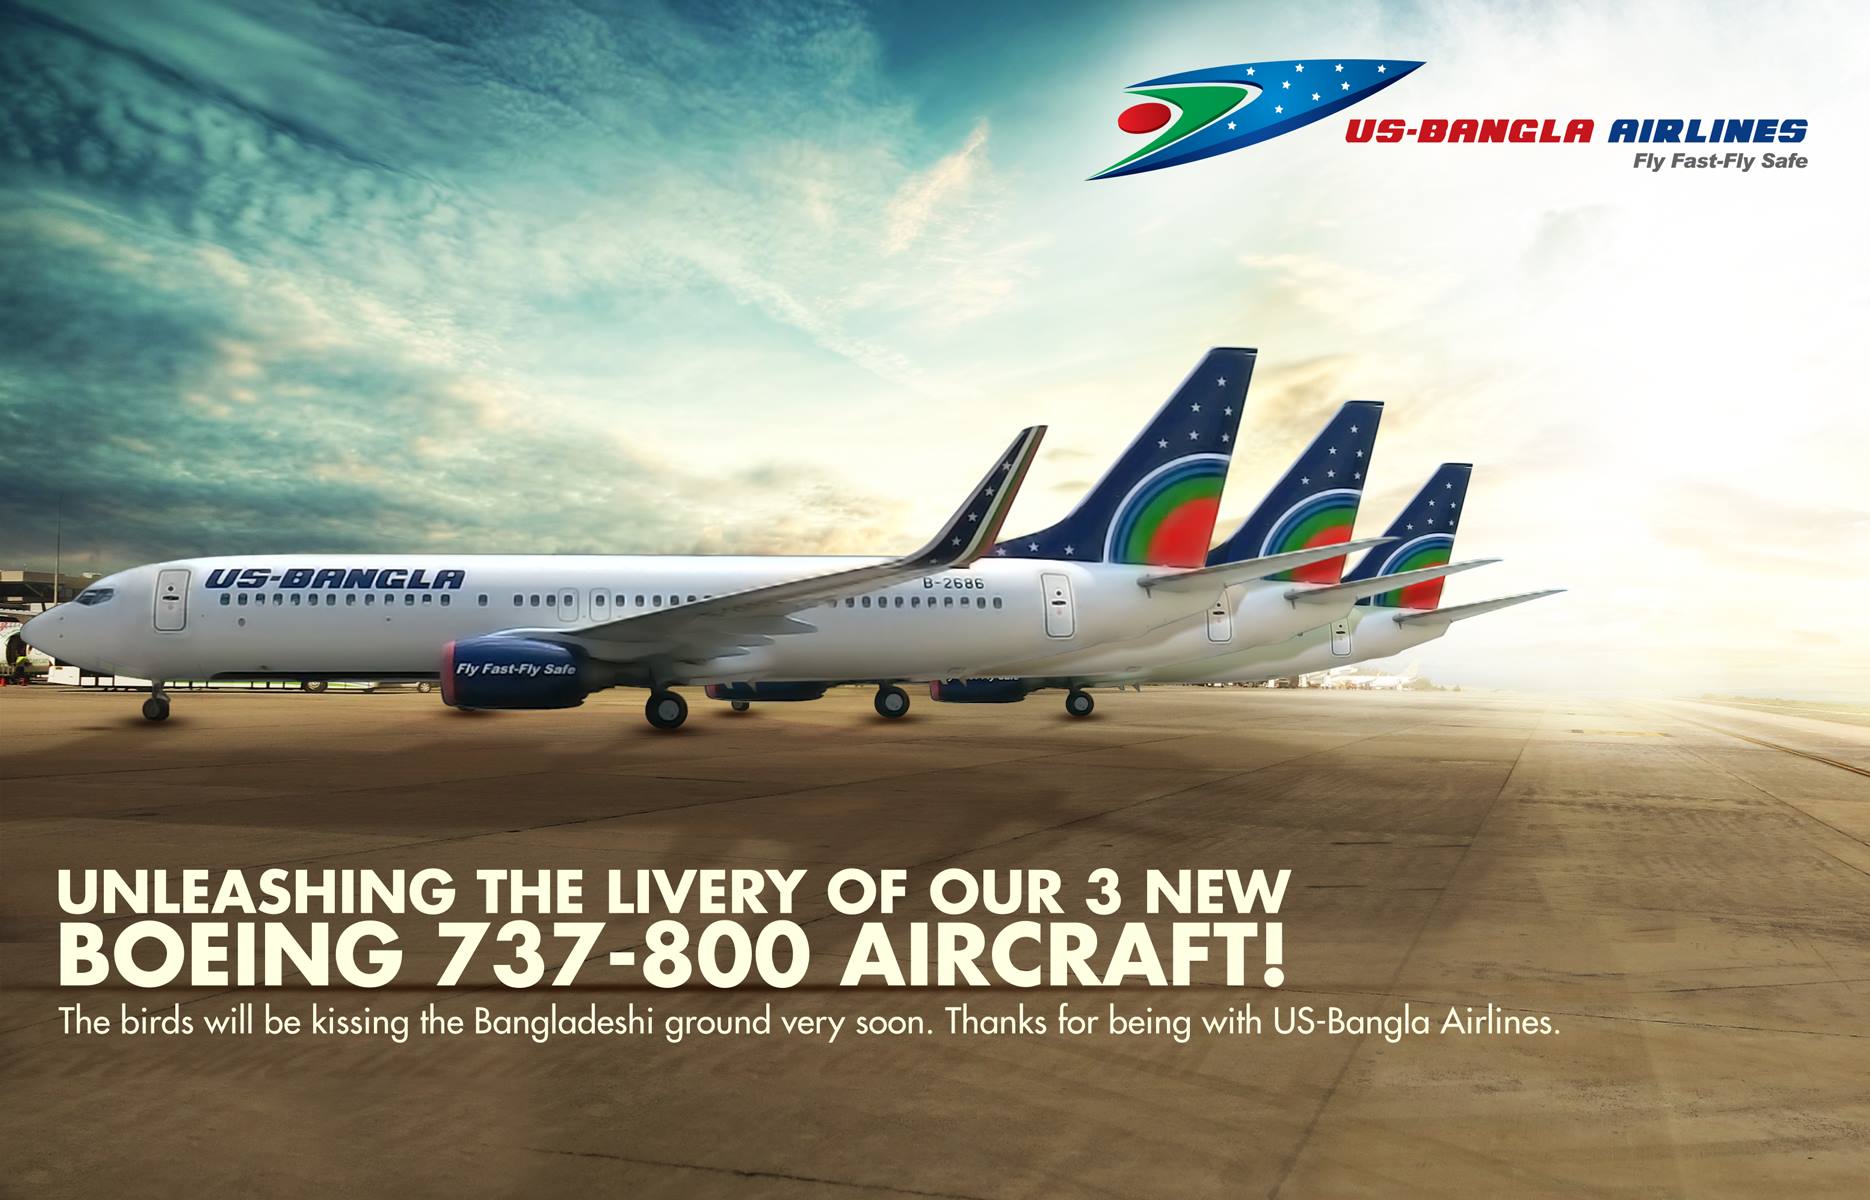 US-BANGLA AIRLINES
Fly Fast-Fly Safe
US-BANGLA
B-2686
Fly Fast-Fly Safe
Fly Safe
UNLEASHING THE LIVERY OF OUR 3 NEW
BOEING 737-800 AIRCRAFT!
The birds will be kissing the Bangladeshi ground very soon. Thanks for being with US-Bangla Airlines.